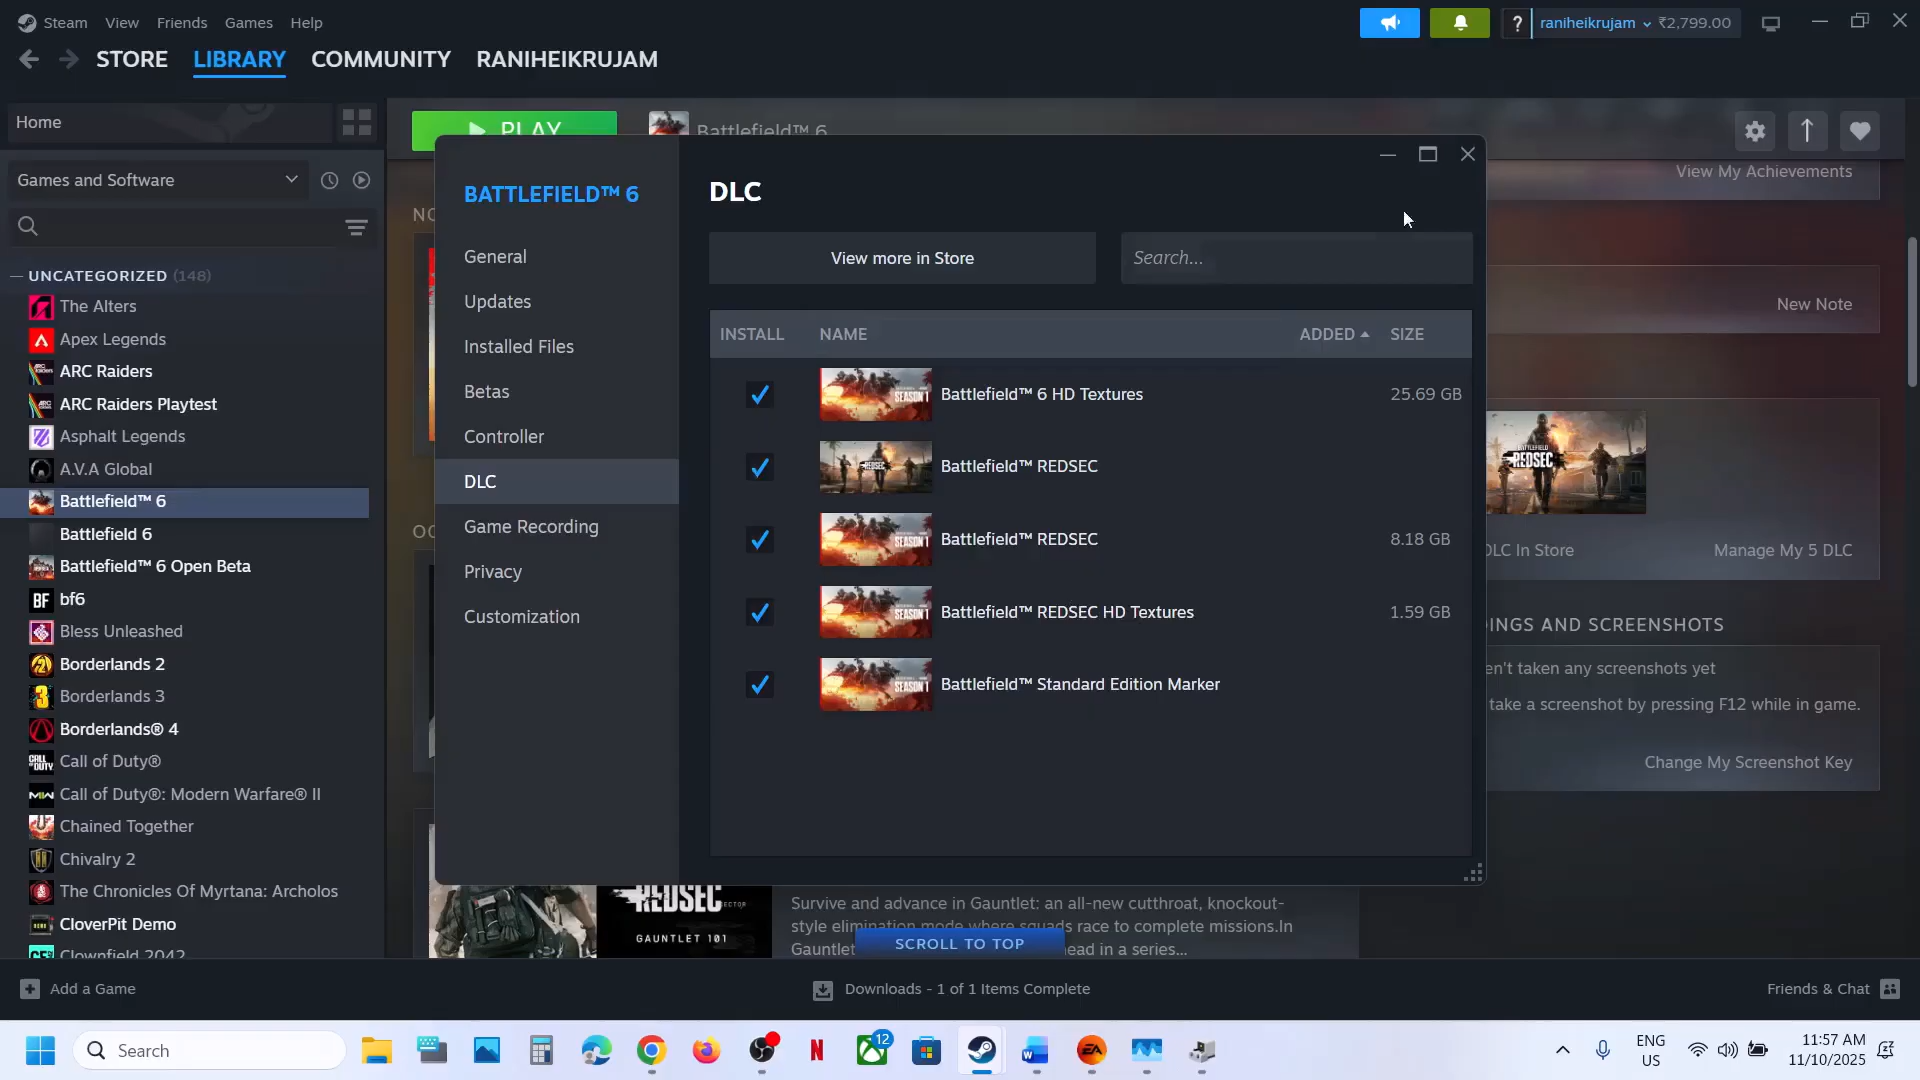 Steam View Friends Games Help
raniheikrujam ₹2,799.00
STORE LIBRARY COMMUNITY RANIHEIKRUJAM
Home
PLAY
Battlefield™ 6
Games and Software
View My Achievements
UNCATEGORIZED (148)
The Alters
Apex Legends
ARC Raiders
ARC Raiders Playtest
Asphalt Legends
A.V.A Global
Battlefield™ 6
Battlefield 6
Battlefield™ 6 Open Beta
bf6
Bless Unleashed
Borderlands 2
Borderlands 3
Borderlands® 4
Call of Duty®
Call of Duty®: Modern Warfare® II
Chained Together
Chivalry 2
The Chronicles Of Myrtana: Archolos
CloverPit Demo
Clownfield 2042
BATTLEFIELD™ 6
General
Updates
Installed Files
Betas
Controller
DLC
Game Recording
Privacy
Customization
DLC
View more in Store
Search...
INSTALL NAME ADDED SIZE
Battlefield™ 6 HD Textures 25.69 GB
Battlefield™ REDSEC
Battlefield™ REDSEC 8.18 GB
Battlefield™ REDSEC HD Textures 1.59 GB
Battlefield™ Standard Edition Marker
New Note
REDSEC
DLC In Store Manage My 5 DLC
INGS AND SCREENSHOTS
en't taken any screenshots yet
take a screenshot by pressing F12 while in game.
Change My Screenshot Key
REDSEC
GAUNTLET 101
Survive and advance in Gauntlet: an all-new cutthroat, knockout-
style elimination mode where squads race to complete missions.In
Gauntlet ead in a series...
SCROLL TO TOP
Add a Game
Downloads - 1 of 1 Items Complete
Friends & Chat
Search
12
ENG
US
11:57 AM
11/10/2025